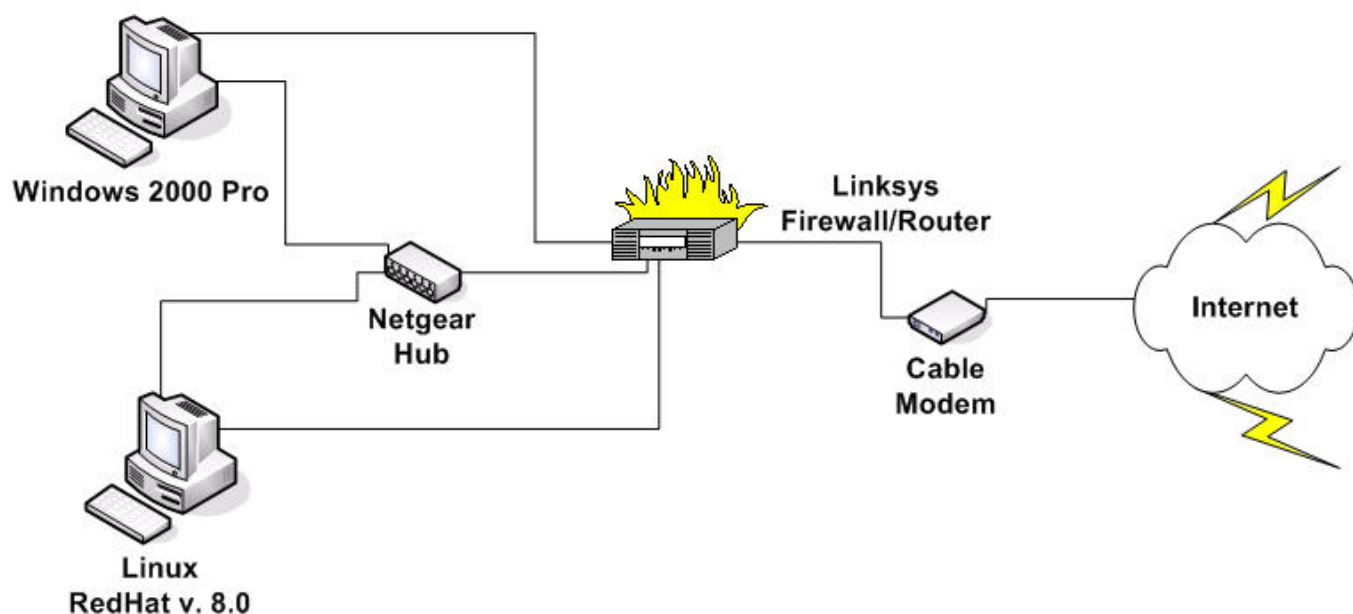 Windows 2000 Pro
Linksys
Firewall/Router
Internet
Netgear
Hub
Cable
Modem
Linux
RedHat v. 8.0